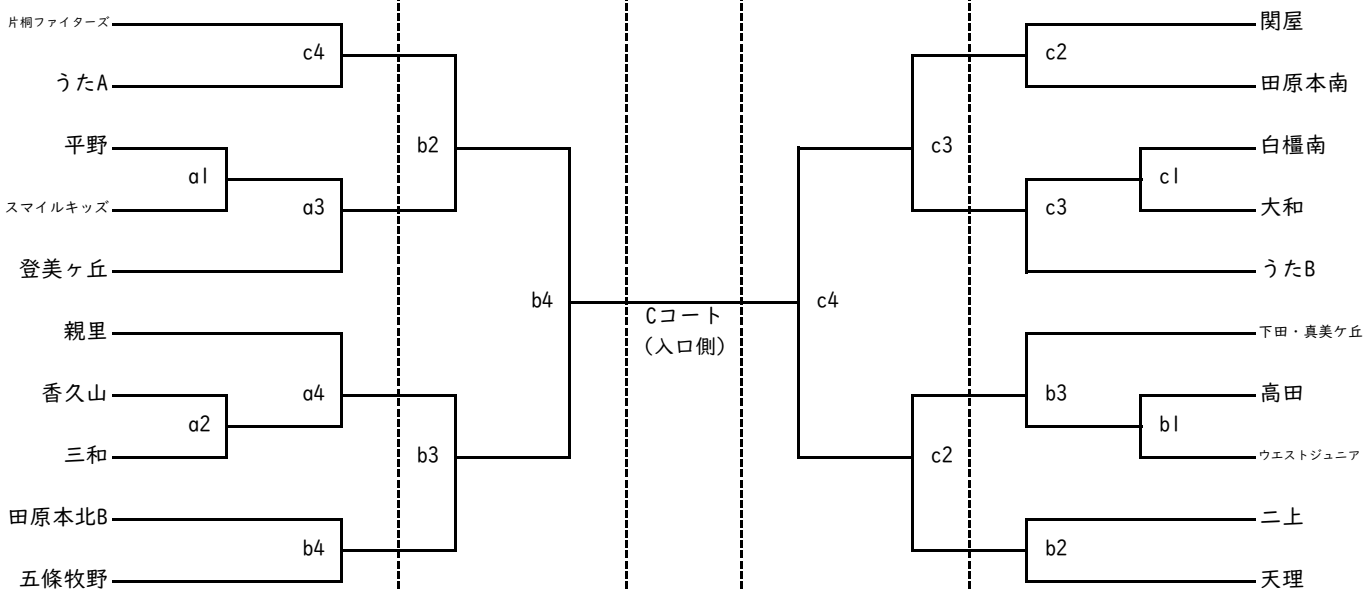 片桐ファイターズ
うたA
平野
スマイルキッズ
登美ヶ丘
親里
香久山
三和
田原本北B
五條牧野
c4
a1
a3
a4
a2
b4
b2
b3
b4
Cコート
(入口側)
c4
c3
c2
c2
c3
c1
b3
b1
b2
関屋
田原本南
白橿南
大和
うたB
下田・真美ケ丘
高田
ウエストジュニア
二上
天理